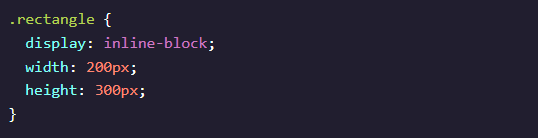 .rectangle {
  display: inline-block;
  width: 200px;
  height: 300px;
}